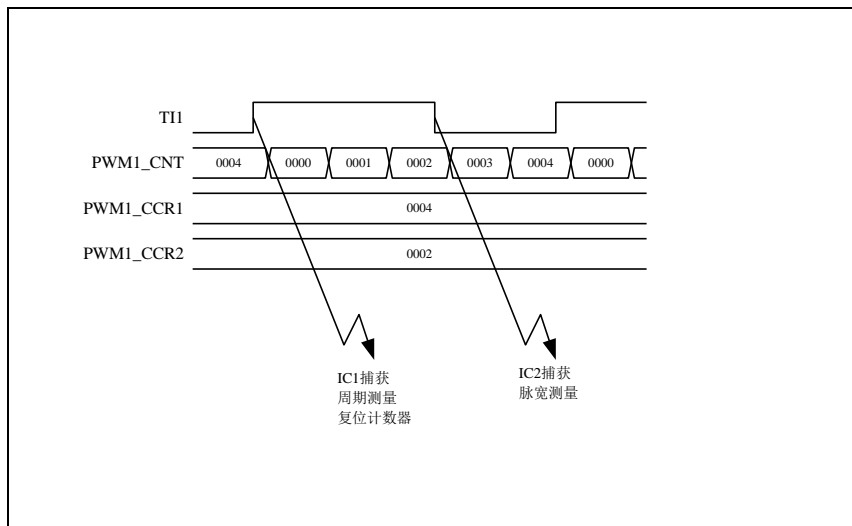 TI1
PWM1_CNT 0004 0000 0001 0002 0003 0004 0000
PWM1_CCR1 0004
PWM1_CCR2 0002
IC1捕获
周期测量
复位计数器
IC2捕获
脉宽测量